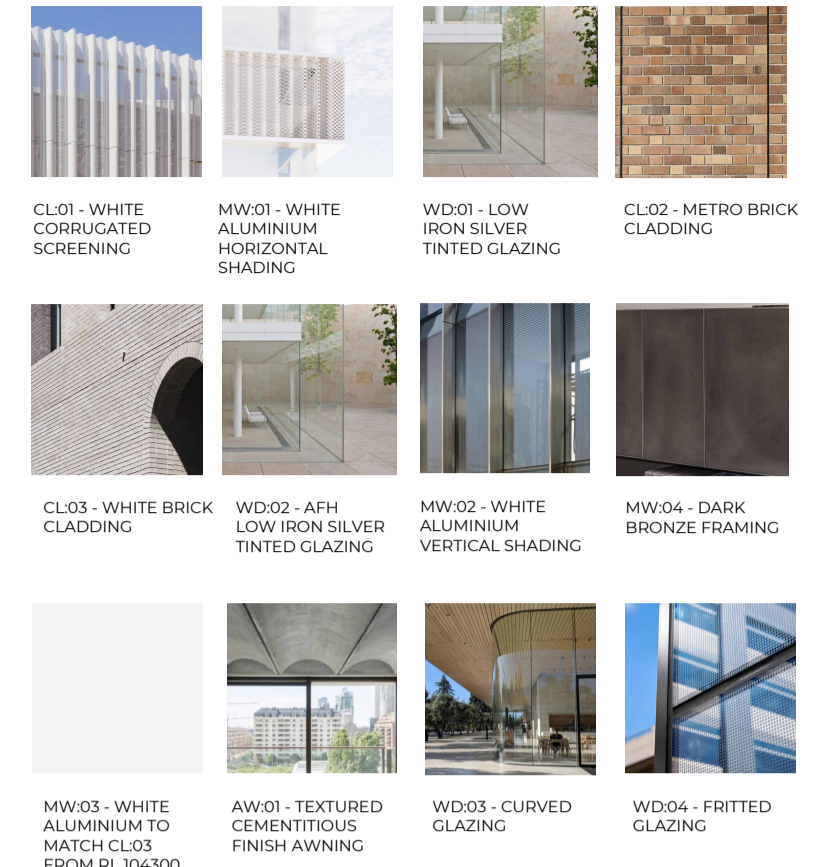 CL:01 - WHITE
CORRUGATED
SCREENING
MW:01 - WHITE
ALUMINIUM
HORIZONTAL
SHADING
WD:01 - LOW
IRON SILVER
TINTED GLAZING
CL:02 - METRO BRICK
CLADDING
CL:03 - WHITE BRICK
CLADDING
WD:02 - AFH
LOW IRON SILVER
TINTED GLAZING
MW:02 - WHITE
ALUMINIUM
VERTICAL SHADING
MW:04 - DARK
BRONZE FRAMING
MW:03 - WHITE
ALUMINIUM TO
MATCH CL:03
FROM RL 104300
AW:01 - TEXTURED
CEMENTITIOUS
FINISH AWNING
WD:03 - CURVED
GLAZING
WD:04 - FRITTED
GLAZING